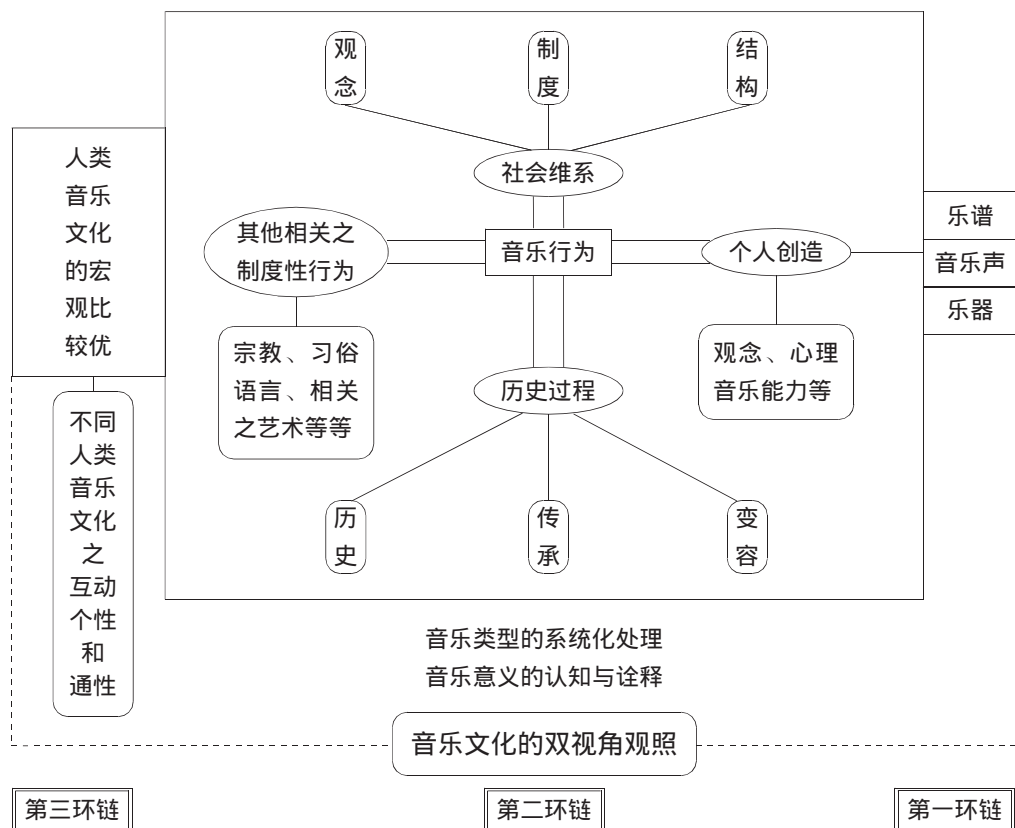 观
念
制
度
结
构
社会维系
人类
音乐
文化
的宏
观比
较优
其他相关之
制度性行为
音乐行为
个人创造
乐谱
音乐声
乐器
宗教、习俗
语言、相关
之艺术等等
观念、心理
音乐能力等
历史过程
不同
人类
音乐
文化
之
互动
个性
和
通性
历
史
传
承
变
容
音乐类型的系统化处理
音乐意义的认知与诠释
音乐文化的双视角观照
第三环链
第二环链
第一环链